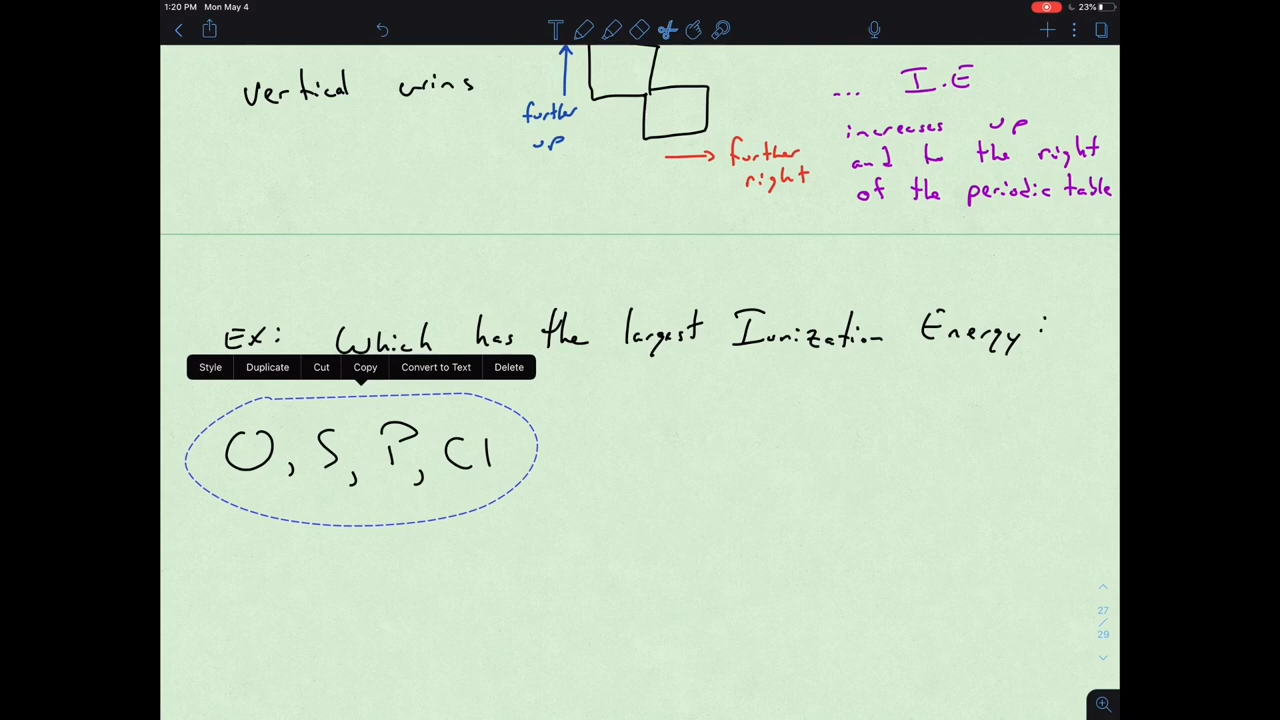 1:20 PM Mon May 4
23%
T
vertical wins
further
up
further
right
... I.E
increases up
and to the right
of the periodic table
Ex: Which has the largest Ionization Energy:
Style Duplicate Cut Copy Convert to Text Delete
O, S, P, Cl
27
/
29